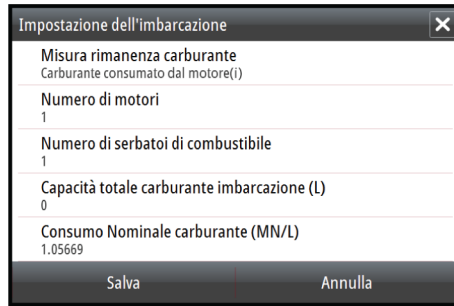 Impostazione dell'imbarcazione
Misura rimanenza carburante
Carburante consumato dal motore(i)
Numero di motori
1
Numero di serbatoi di combustibile
1
Capacità totale carburante imbarcazione (L)
0
Consumo Nominale carburante (MN/L)
1.05669
Salva Annulla